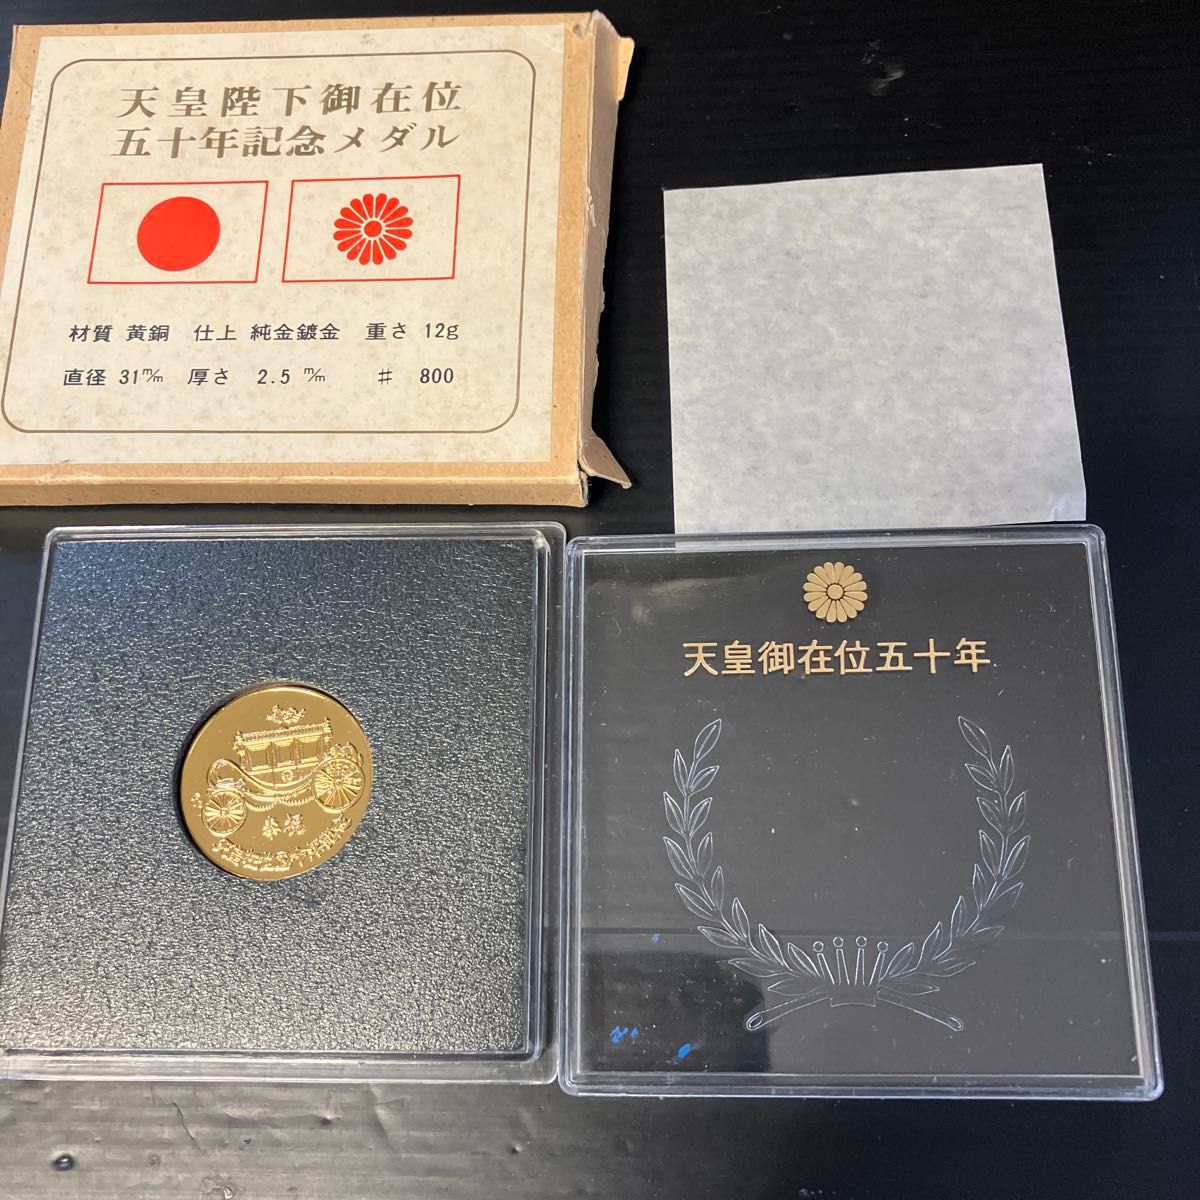 天皇陛下御在位
五十年記念メダル
材質 黄銅 仕上 純金鍍金 重さ 12g
直径 31m/m 厚さ 2.5 m/m # 800
天皇御在位五十年
奉祝